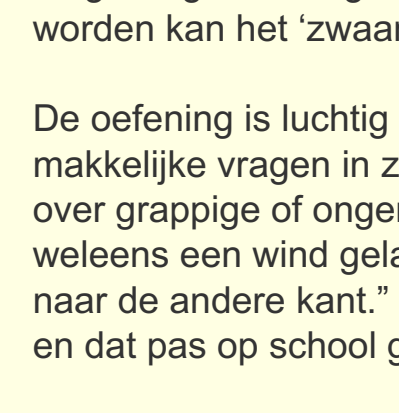 worden kan het ‘zwaar
De oefening is luchtig
makkelijke vragen in z
over grappige of onge
weleens een wind gela
naar de andere kant.”
en dat pas op school g